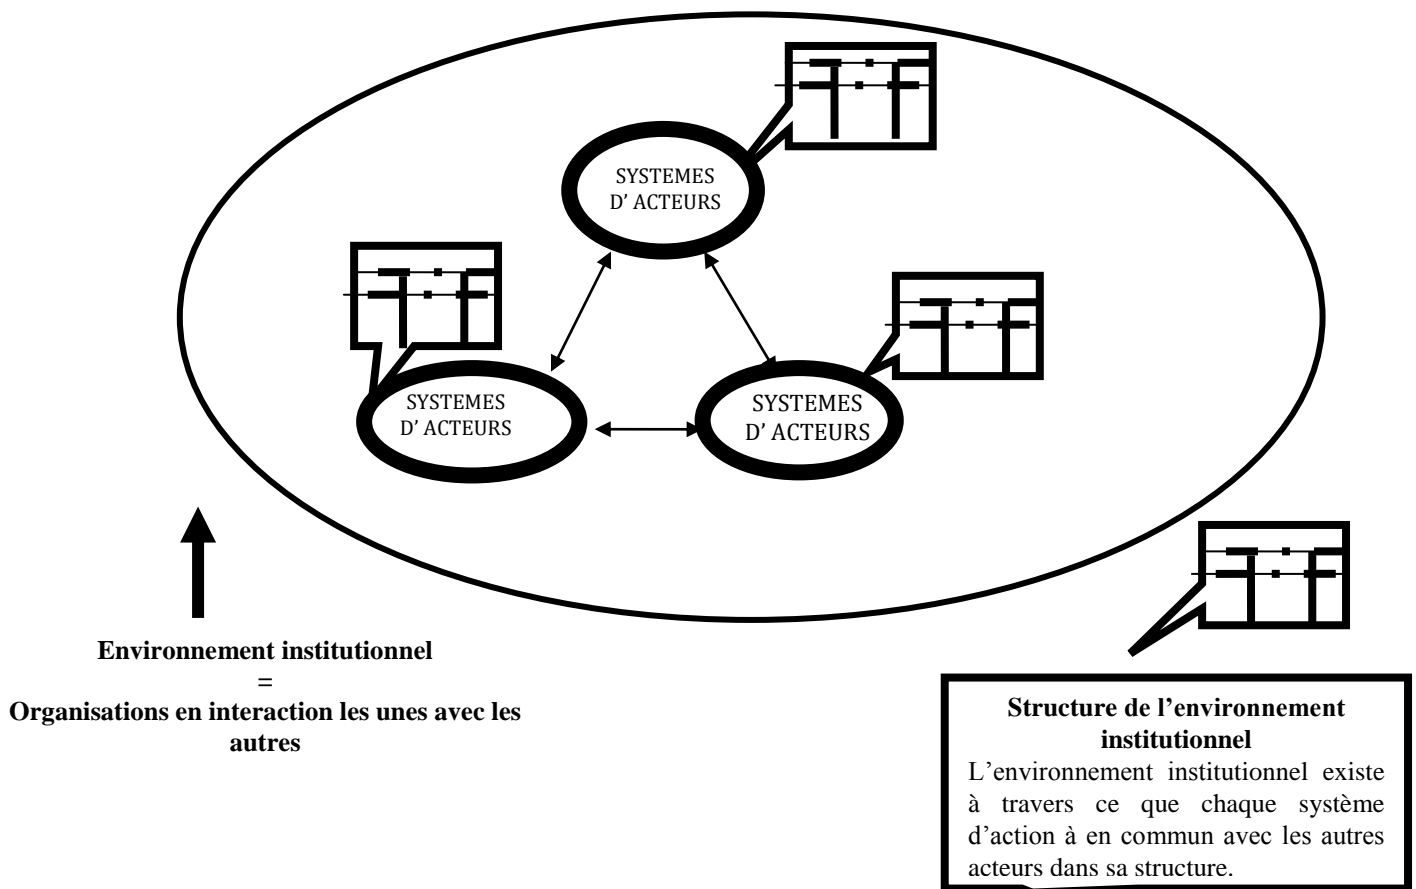 SYSTEMES
D’ ACTEURS
SYSTEMES
D’ ACTEURS
SYSTEMES
D’ ACTEURS
Environnement institutionnel
=
Organisations en interaction les unes avec les
autres
Structure de l’environnement
institutionnel
L’environnement institutionnel existe
à travers ce que chaque système
d’action à en commun avec les autres
acteurs dans sa structure.